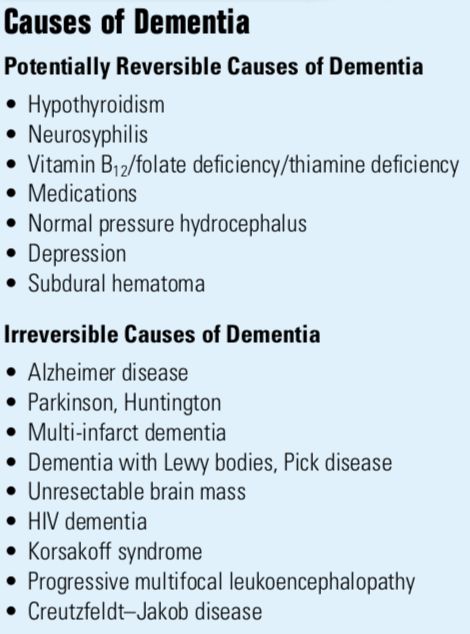 Causes of Dementia
Potentially Reversible Causes of Dementia
• Hypothyroidism
• Neurosyphilis
• Vitamin B₁₂/folate deficiency/thiamine deficiency
• Medications
• Normal pressure hydrocephalus
• Depression
• Subdural hematoma
Irreversible Causes of Dementia
• Alzheimer disease
• Parkinson, Huntington
• Multi-infarct dementia
• Dementia with Lewy bodies, Pick disease
• Unresectable brain mass
• HIV dementia
• Korsakoff syndrome
• Progressive multifocal leukoencephalopathy
• Creutzfeldt–Jakob disease